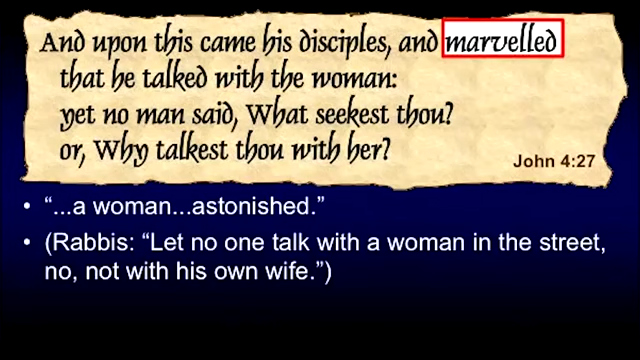 And upon this came his disciples, and marvelled
that he talked with the woman:
yet no man said, What seekest thou?
or, Why talkest thou with her?
John 4:27
• “...a woman...astonished.”
• (Rabbis: “Let no one talk with a woman in the street,
no, not with his own wife.”)